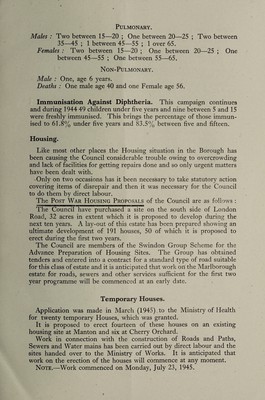 Pulmonary.
Males : Two between 15—20 ; One between 20—25 ; Two between
35—45 ; 1 between 45—55 ; 1 over 65.
Females : Two between 15—20 ; One between 20—25 ; One
between 45—55 ; One between 55—65.
Non-Pulmonary.
Male : One, age 6 years.
Deaths : One male age 40 and one Female age 56.
Immunisation Against Diphtheria. This campaign continues
and during 1944 49 children under five years and nine between 5 and 15
were freshly immunised. This brings the percentage of those immun-
ised to 61.8% under five years and 83.5% between five and fifteen.
Housing.
Like most other places the Housing situation in the Borough has
been causing the Council considerable trouble owing to overcrowding
and lack of facilities for getting repairs done and so only urgent matters
have been dealt with.
Only on two occasions has it been necessary to take statutory action
covering items of disrepair and then it was necessary for the Council
to do them by direct labour.
The Post War Housing Proposals of the Council are as follows :
The Council have purchased a site on the south side of London
Road, 32 acres in extent which it is proposed to develop during the
next ten years. A lay-out of this estate has been prepared showing an
ultimate development of 191 houses, 50 of which it is proposed to
erect during the first two years.
The Council are members of the Swindon Group Scheme for the
Advance Preparation of Housing Sites. The Group has obtained
tenders and entered into a contract for a standard type of road suitable
for this class of estate and it is anticipated that work on the Marlborough
estate for roads, sewers and other services sufficient for the first two
year programme will be commenced at an early date.
Temporary Houses.
Application was made in March (1945) to the Ministry of Health
for twenty temporary Houses, which was granted.
It is proposed to erect fourteen of these houses on an existing
housing site at Manton and six at Cherry Orchard.
Work in connection with the construction of Roads and Paths,
Sewers and Water mains has been carried out by direct labour and the
sites handed over to the Ministry of Works. It is anticipated that
work on the erection of the houses will commence at any moment.
Note.—Work commenced on Monday, July 23, 1945.